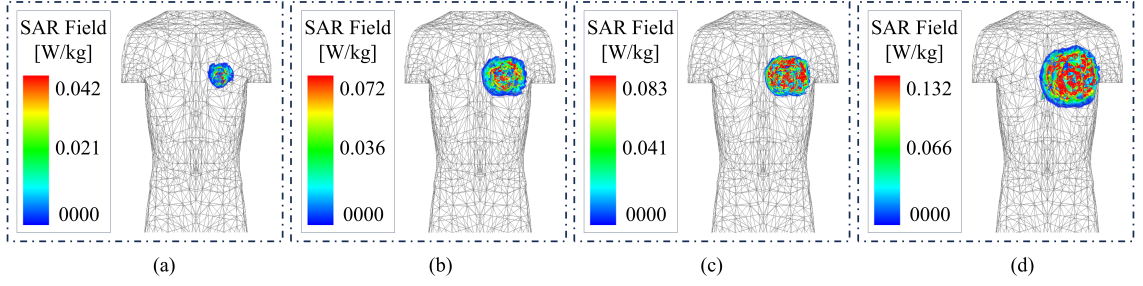 SAR Field
[W/kg]
0.042
0.021
0000
SAR Field
[W/kg]
0.072
0.036
0000
SAR Field
[W/kg]
0.083
0.041
0000
SAR Field
[W/kg]
0.132
0.066
0000
(a)
(b)
(c)
(d)